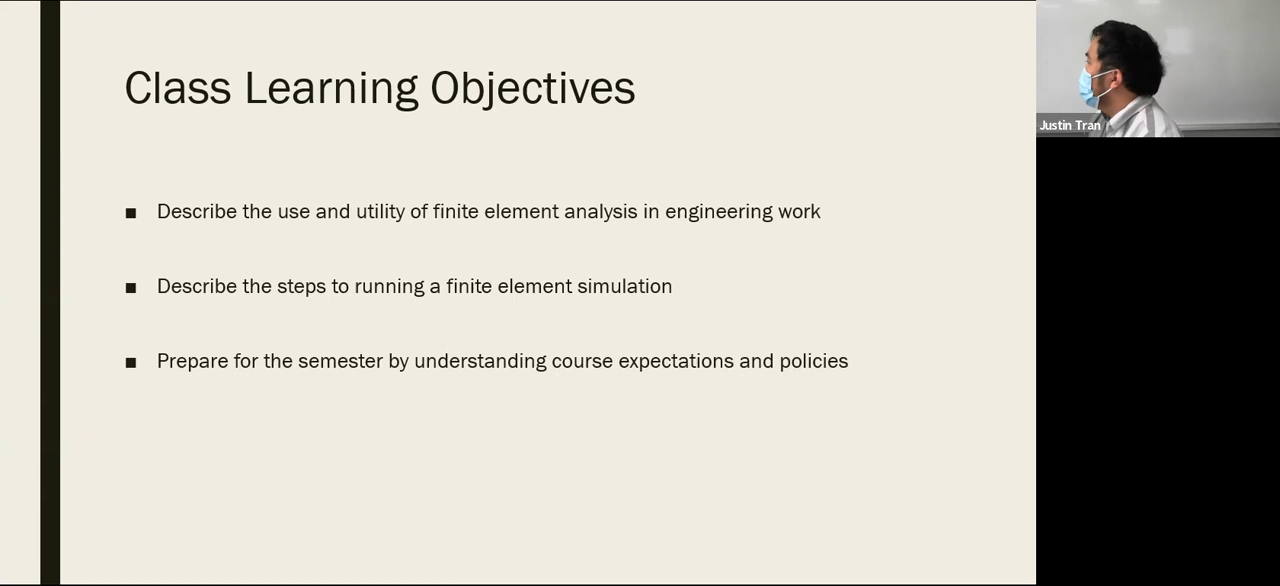 Class Learning Objectives
■ Describe the use and utility of finite element analysis in engineering work
■ Describe the steps to running a finite element simulation
■ Prepare for the semester by understanding course expectations and policies
Justin Tran